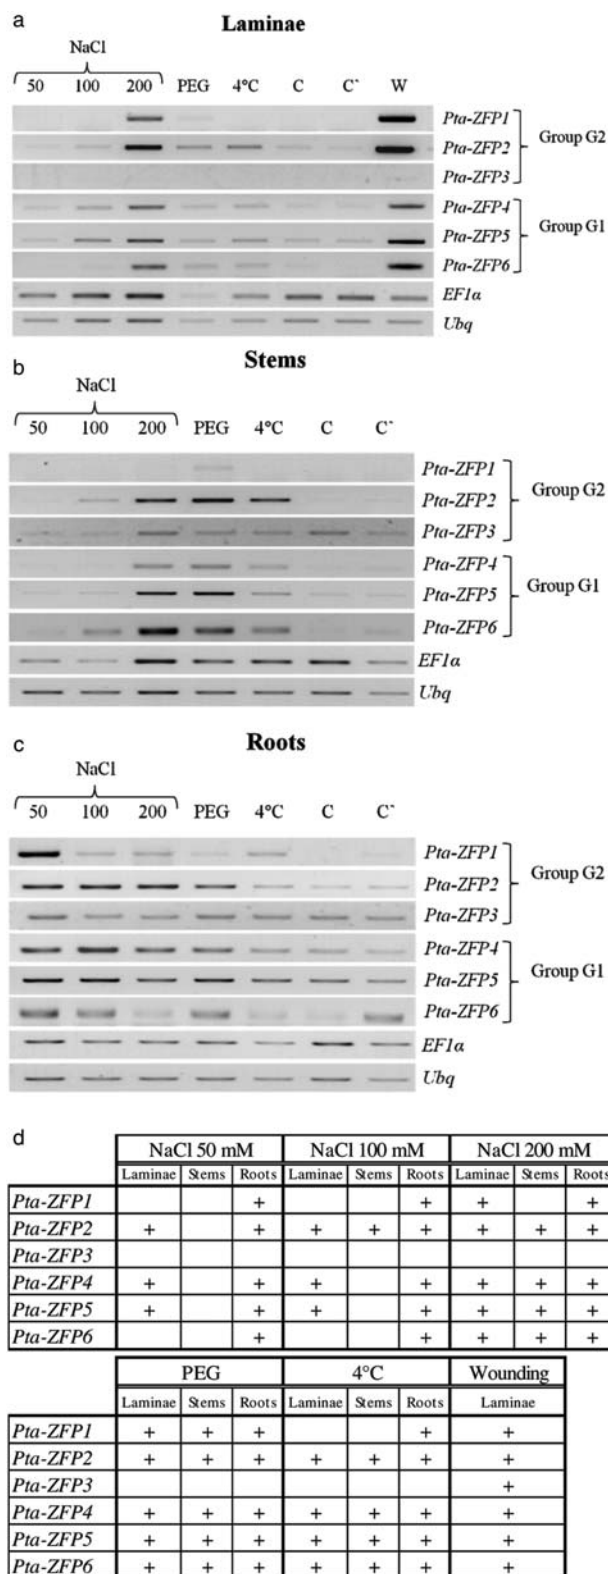 a
Laminae
NaCl
50 100 200 PEG 4°C C C` W
Pta-ZFP1
Pta-ZFP2
Pta-ZFP3
Group G2
Pta-ZFP4
Pta-ZFP5
Pta-ZFP6
Group G1
EF1α
Ubq
b
Stems
NaCl
50 100 200 PEG 4°C C C`
Pta-ZFP1
Pta-ZFP2
Pta-ZFP3
Group G2
Pta-ZFP4
Pta-ZFP5
Pta-ZFP6
Group G1
EF1α
Ubq
c
Roots
NaCl
50 100 200 PEG 4°C C C`
Pta-ZFP1
Pta-ZFP2
Pta-ZFP3
Group G2
Pta-ZFP4
Pta-ZFP5
Pta-ZFP6
Group G1
EF1α
Ubq
d
NaCl 50 mM NaCl 100 mM NaCl 200 mM
Laminae Stems Roots Laminae Stems Roots Laminae Stems Roots
Pta-ZFP1 + + + +
Pta-ZFP2 + + + + + + + +
Pta-ZFP3
Pta-ZFP4 + + + + + + +
Pta-ZFP5 + + + + + + +
Pta-ZFP6 + + + + +
PEG 4°C Wounding
Laminae Stems Roots Laminae Stems Roots Laminae
Pta-ZFP1 + + + + +
Pta-ZFP2 + + + + + + +
Pta-ZFP3 +
Pta-ZFP4 + + + + + + +
Pta-ZFP5 + + + + + + +
Pta-ZFP6 + + + + + + +